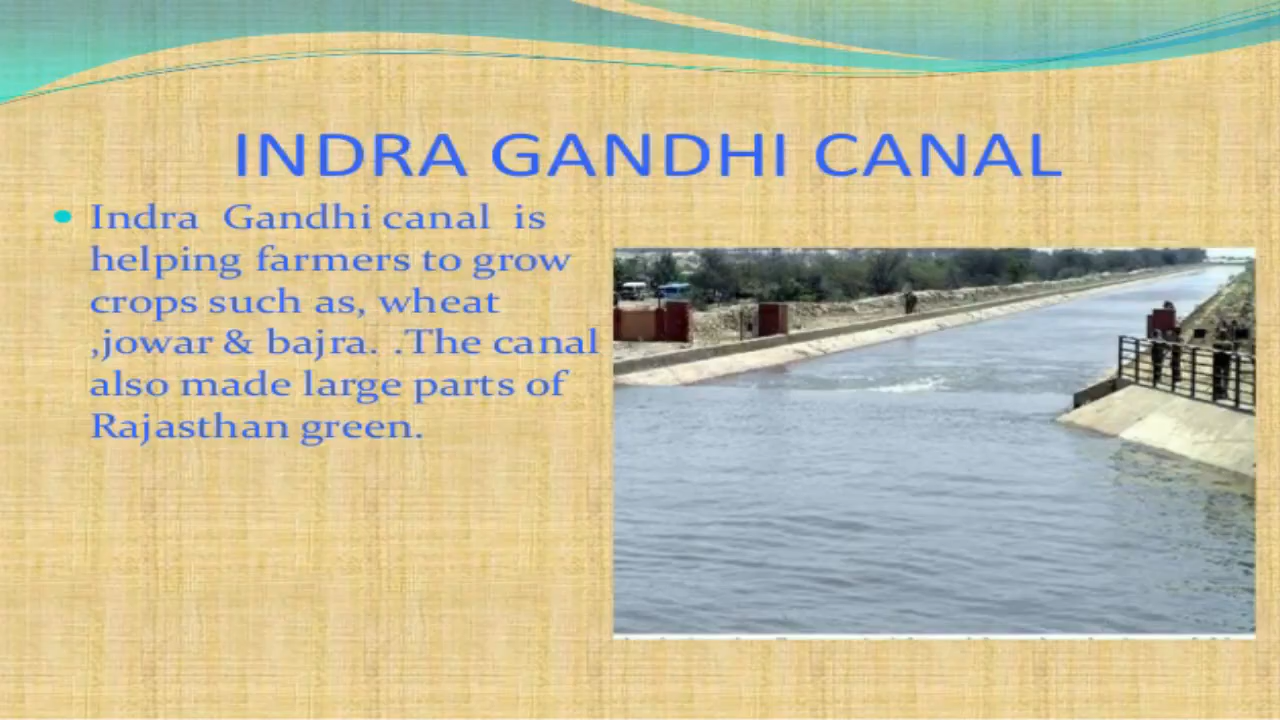 INDRA GANDHI CANAL
Indra Gandhi canal is
helping farmers to grow
crops such as, wheat
,jowar & bajra. .The canal
also made large parts of
Rajasthan green.